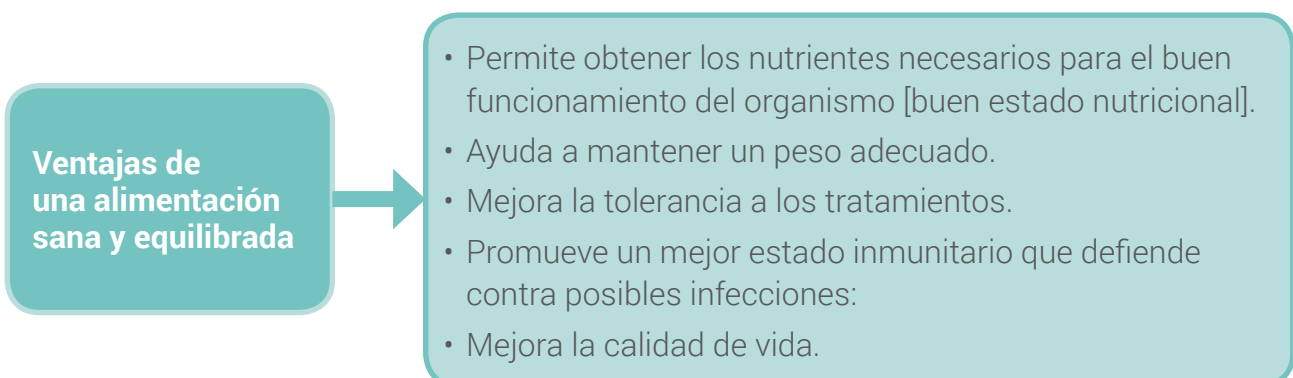 Ventajas de
una alimentación
sana y equilibrada
• Permite obtener los nutrientes necesarios para el buen
funcionamiento del organismo [buen estado nutricional].
• Ayuda a mantener un peso adecuado.
• Mejora la tolerancia a los tratamientos.
• Promueve un mejor estado inmunitario que defiende
contra posibles infecciones:
• Mejora la calidad de vida.